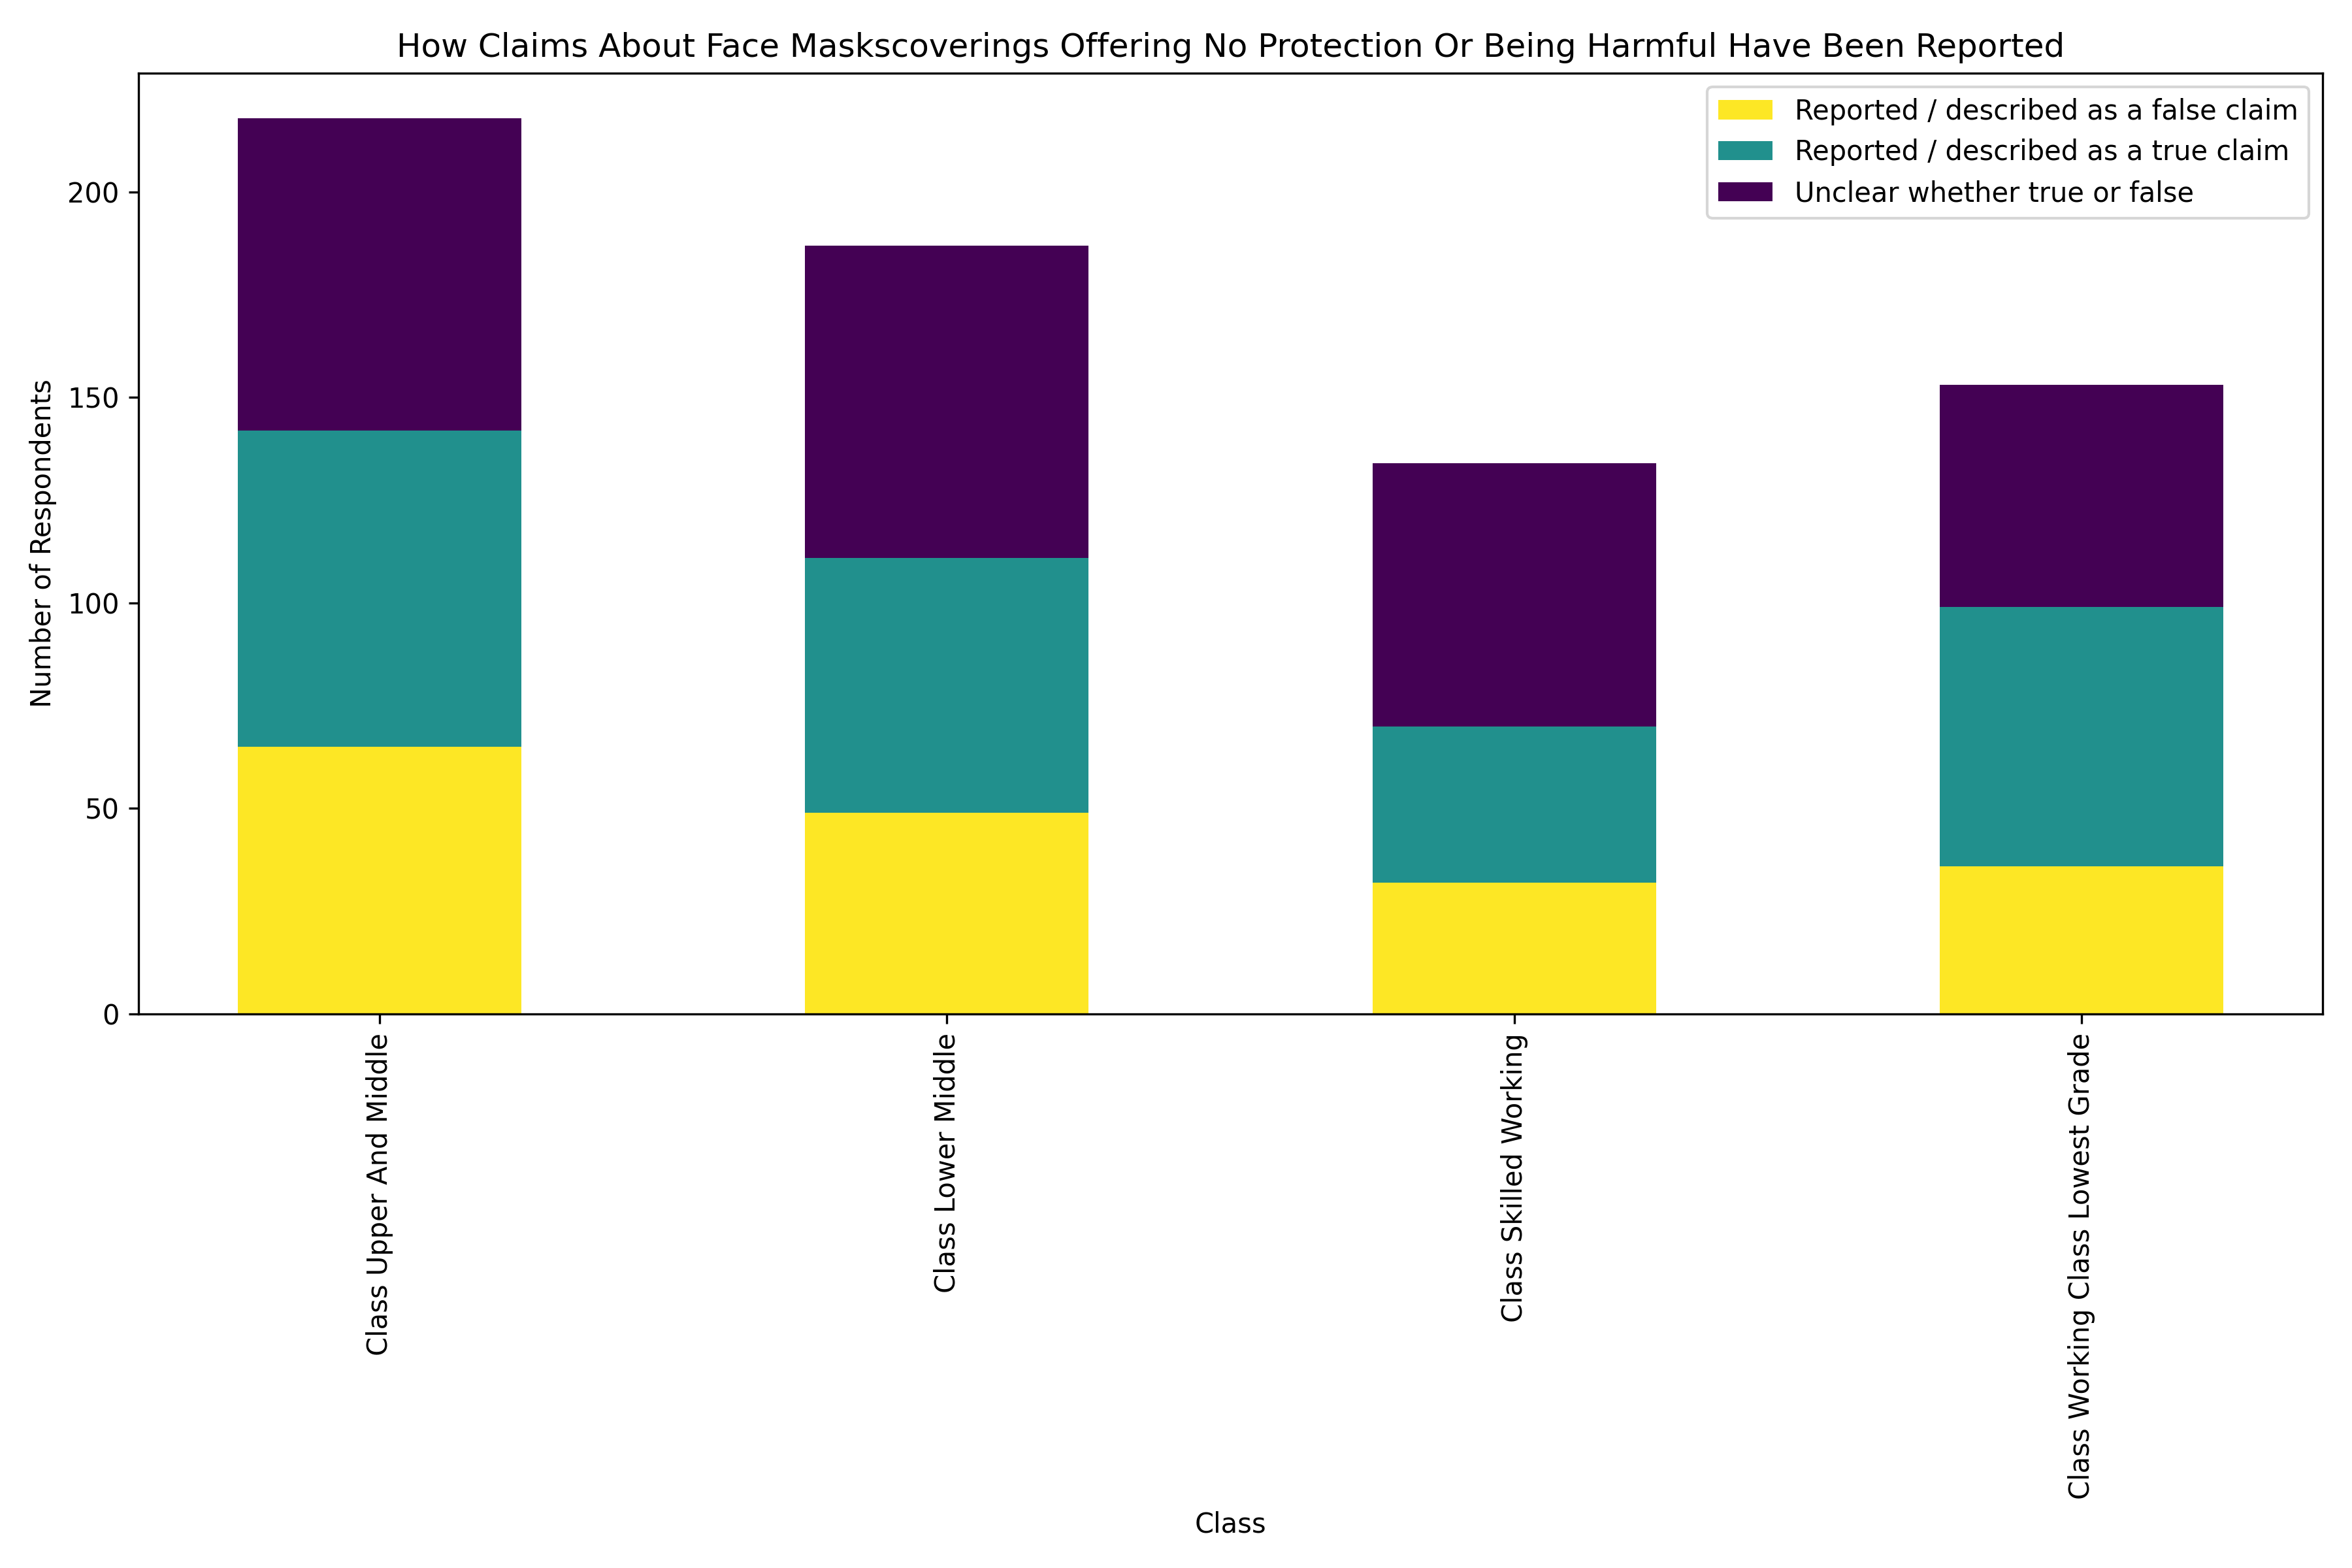 How Claims About Face Maskscoverings Offering No Protection Or Being Harmful Have Been Reported
Reported / described as a false claim
Reported / described as a true claim
Unclear whether true or false
Number of Respondents
200
150
100
50
0
Class Upper And Middle
Class Lower Middle
Class Skilled Working
Class Working Class Lowest Grade
Class